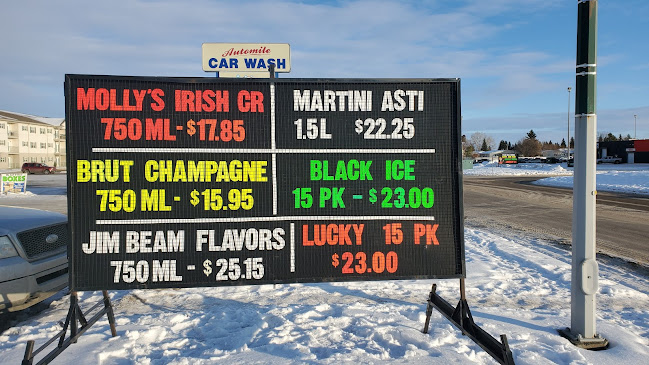 Automile
CAR WASH
MOLLY'S IRISH CR
750 ML- $17.85
MARTINI ASTI
1.5L $22.25
BRUT CHAMPAGNE
750 ML- $15.95
BLACK ICE
15 PK - $23.00
JIM BEAM FLAVORS
750 ML- $25.15
LUCKY 15 PK
$23.00
BOXES